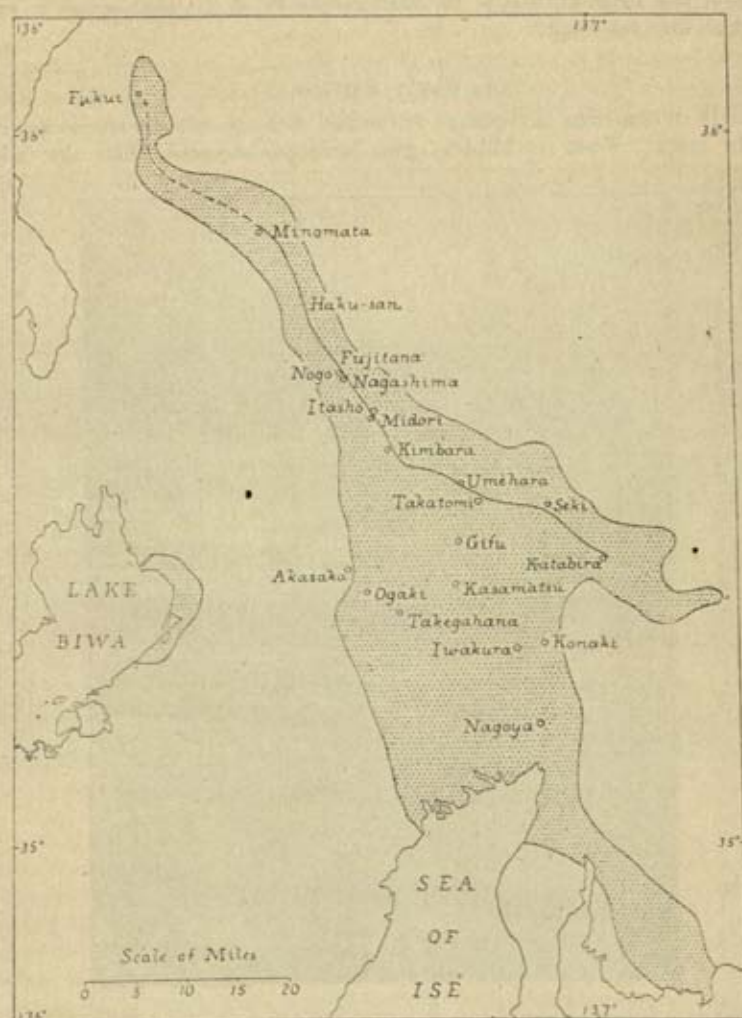 136°
137°
Fukui
36°
36°
Minomata
Haku-san
Fujitana
Nogo
Nagashima
Itasho
Midori
Kimbara
Umehara
Takatomi
Seki
Gifu
Katabira
Akasaka
LAKE
BIWA
Ogaki
Kasamatsu
Takegahana
Iwakura
Konaki
Nagoya
35°
35°
SEA
OF
ISÉ
Scale of Miles
0 5 10 15 20
136°
137°